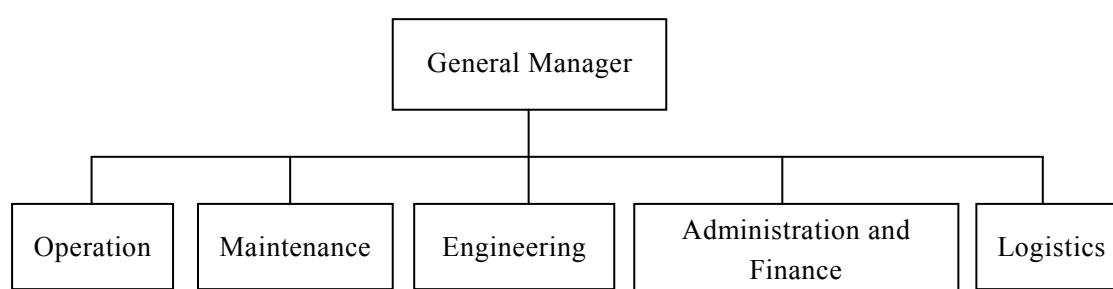 General Manager
Operation
Maintenance
Engineering
Administration and
Finance
Logistics